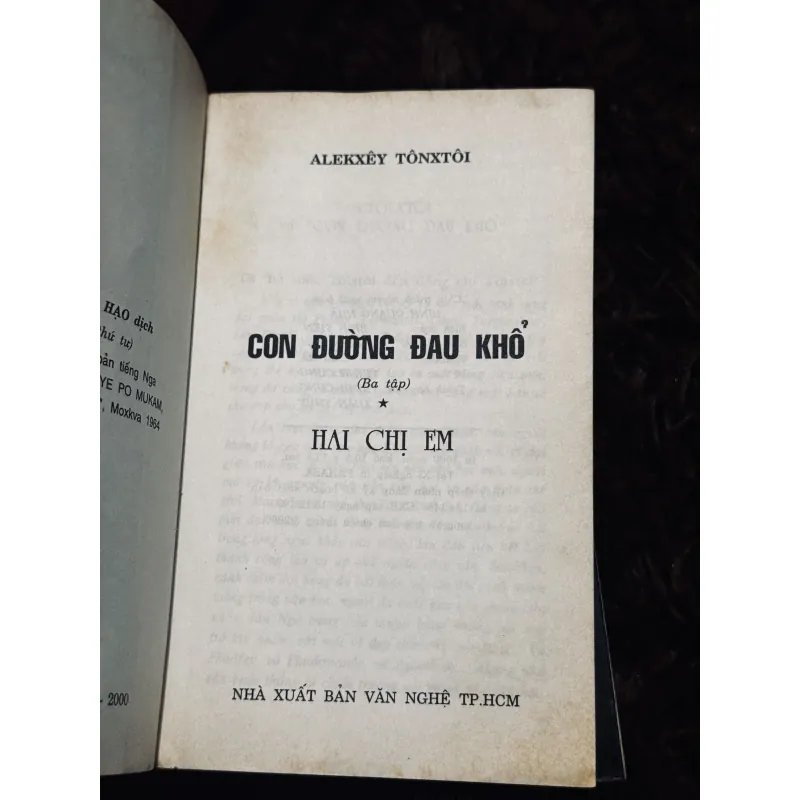 HẠO dịch
thứ tư)
bản tiếng Nga
YE PO MUKAM,
Moxkva 1964
- 2000
ALEKXÊY TÔNXTÔI
CON ĐƯỜNG ĐAU KHỔ
(Ba tập)
★
HAI CHỊ EM
NHÀ XUẤT BẢN VĂN NGHỆ TP.HCM